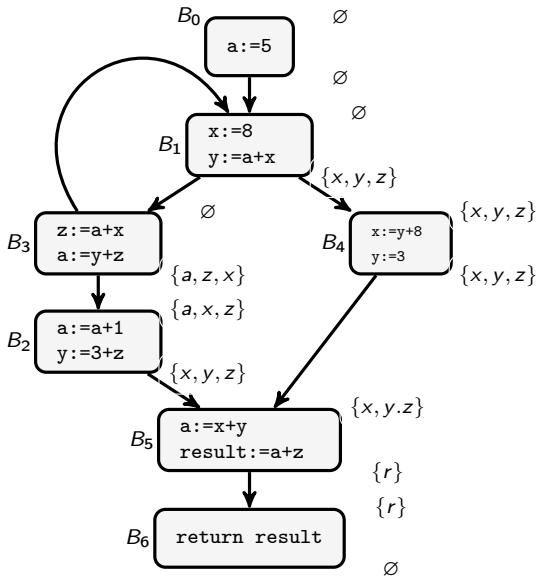 B0
∅
a:=5
∅
∅
B1
x:=8
y:=a+x
{x, y, z}
∅
{x, y, z}
B3
z:=a+x
a:=y+z
B4
x:=y+8
y:=3
{a, z, x}
{x, y, z}
{a, x, z}
B2
a:=a+1
y:=3+z
{x, y, z}
{x, y.z}
B5
a:=x+y
result:=a+z
{r}
{r}
B6
return result
∅